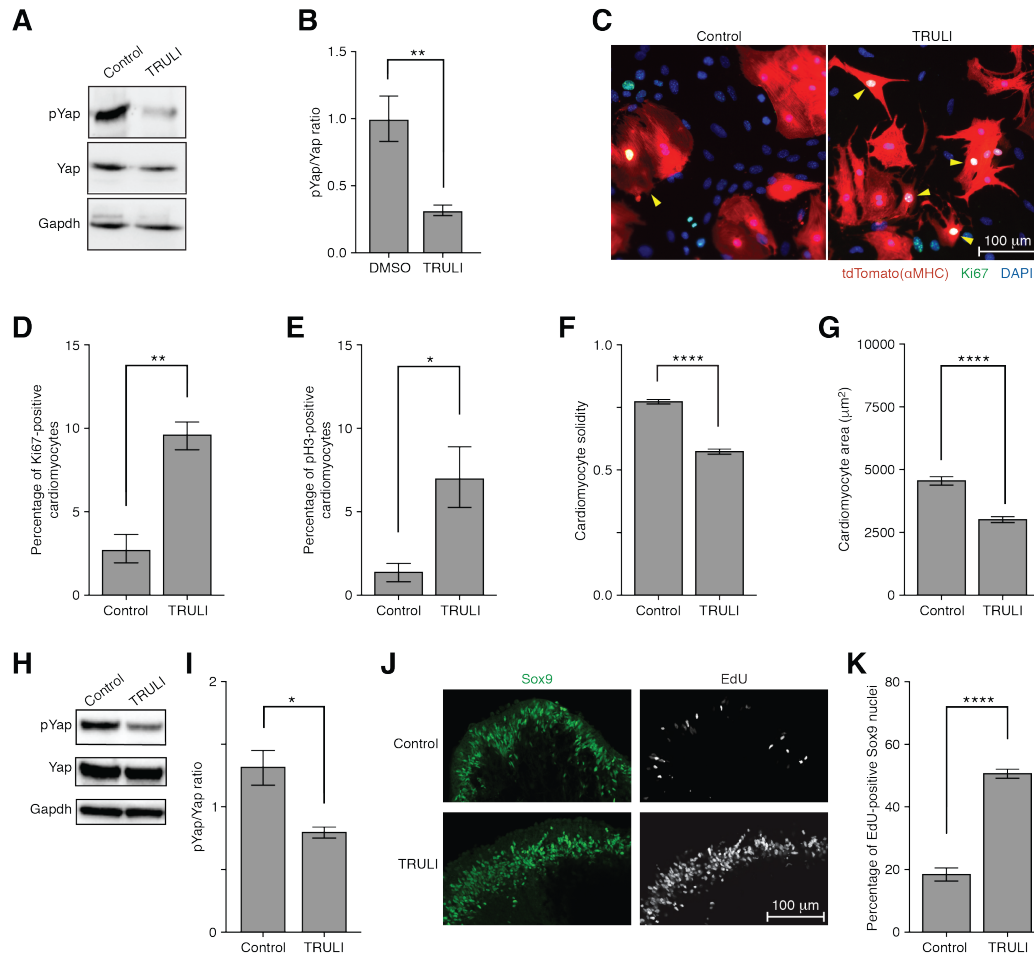 A
Control
TRULI
pYap
Yap
Gapdh
B
pYap/Yap ratio
1.5
1.0
0.5
0.0
**
DMSO
TRULI
C
Control
TRULI
100 µm
tdTomato(αMHC) Ki67 DAPI
D
Percentage of Ki67-positive
cardiomyocytes
15
10
5
0
**
Control
TRULI
E
Percentage of pH3-positive
cardiomyocytes
15
10
5
0
*
Control
TRULI
F
Cardiomyocyte solidity
1.0
0.5
0.0
****
Control
TRULI
G
Cardiomyocyte area (µm²)
10000
7500
5000
2500
0
****
Control
TRULI
H
Control
TRULI
pYap
Yap
Gapdh
I
pYap/Yap ratio
2
1
0
*
Control
TRULI
J
Sox9
EdU
Control
TRULI
100 µm
K
Percentage of EdU-positive Sox9 nuclei
80
60
40
20
0
****
Control
TRULI